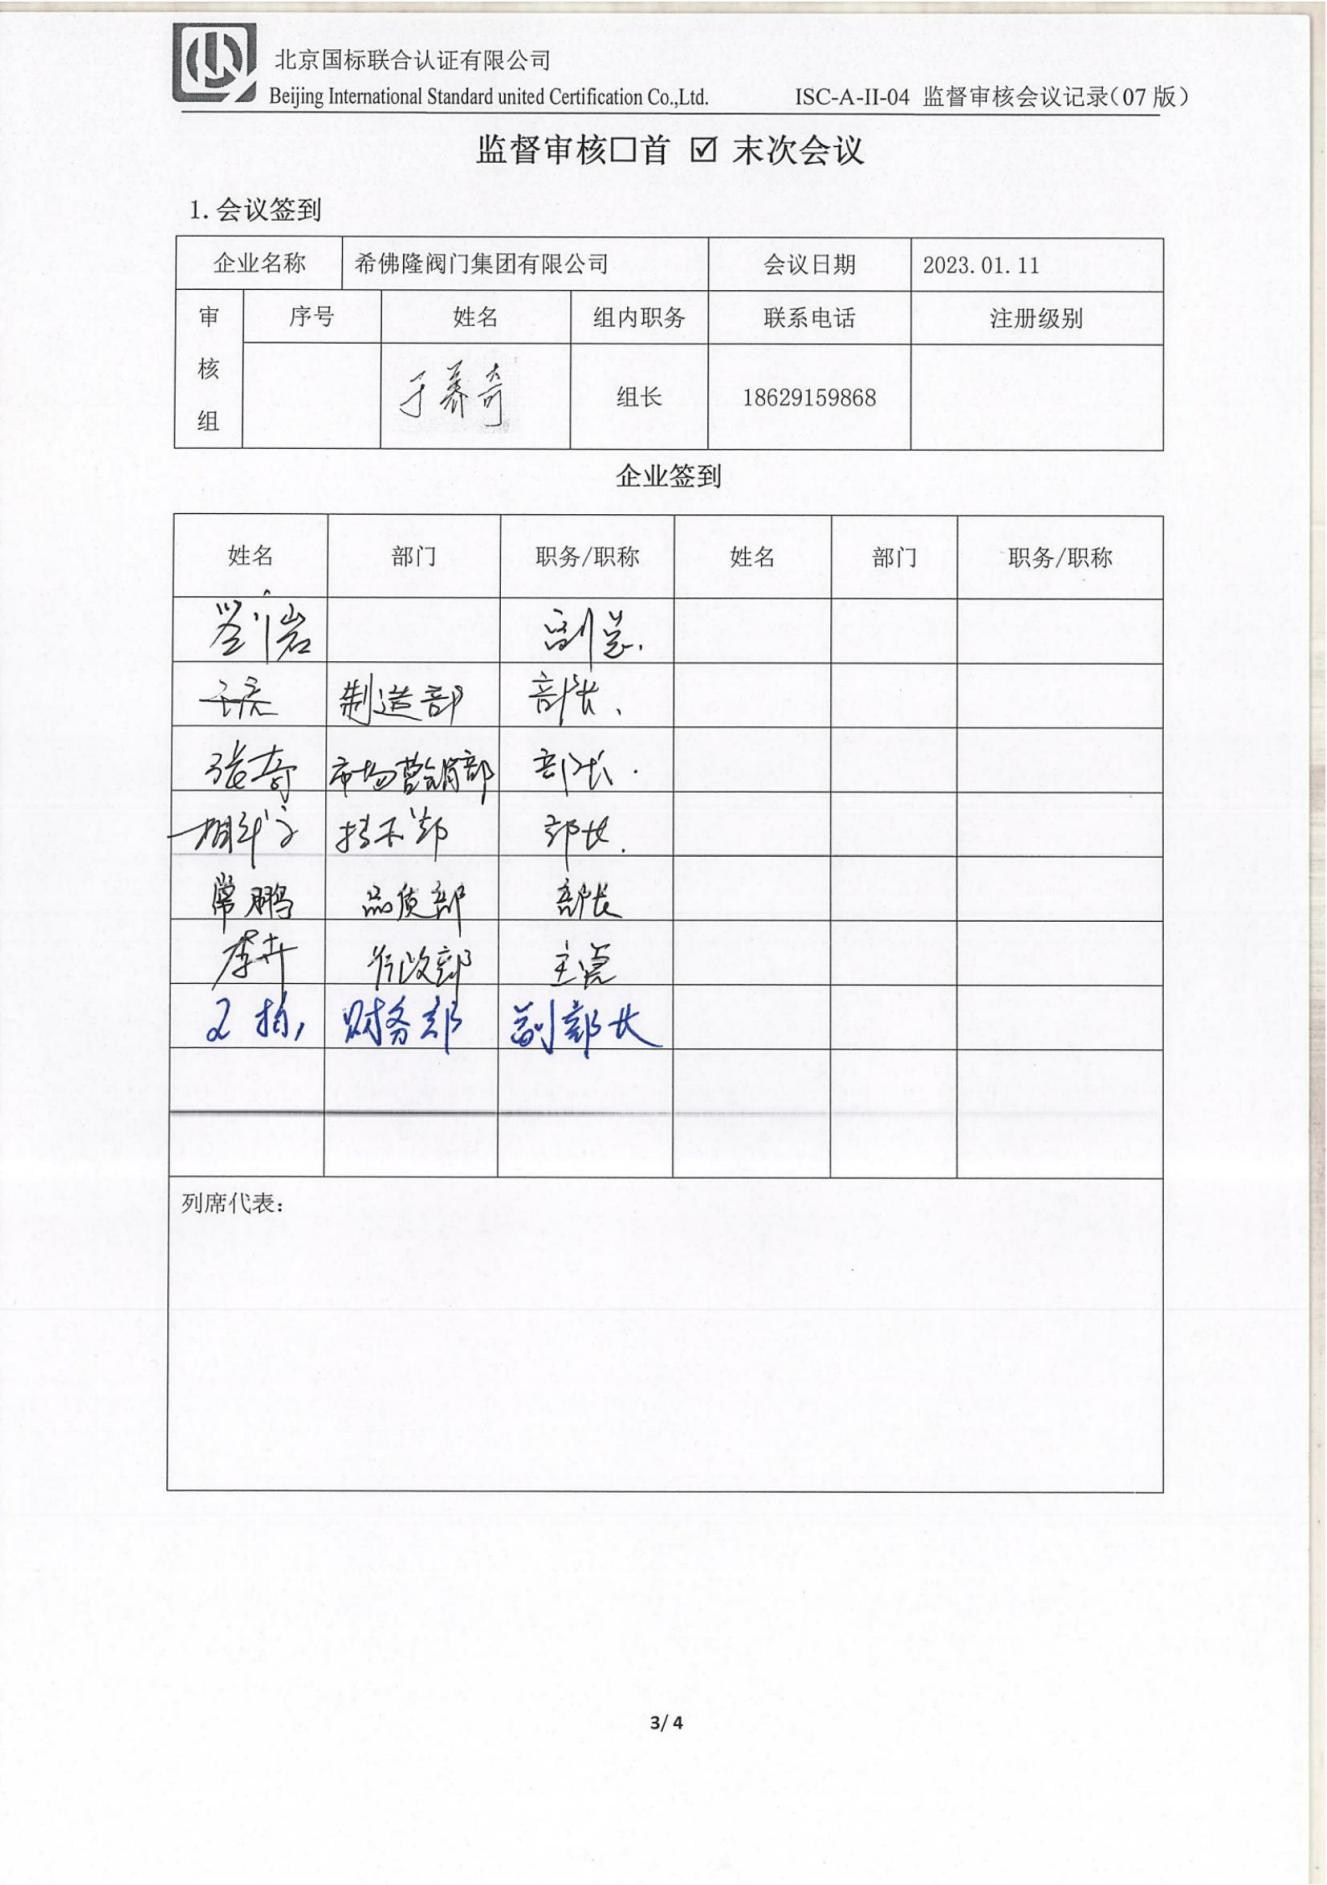 北京国标联合认证有限公司
Beijing International Standard united Certification Co.,Ltd. ISC-A-II-04 监督审核会议记录(07 版)
监督审核□首 ☑ 末次会议
1.会议签到
企业名称 希佛隆阀门集团有限公司 会议日期 2023.01.11
审核组 序号 姓名 组内职务 联系电话 注册级别
组长 18629159868
企业签到
姓名 部门 职务/职称 姓名 部门 职务/职称
刘岩 副总.
制造部 部长、
张奇 市场营销部 部长.
技术部 部长.
常鹏 品质部 部长
李卉 行政部 主管
财务部 副部长
列席代表:
3/ 4